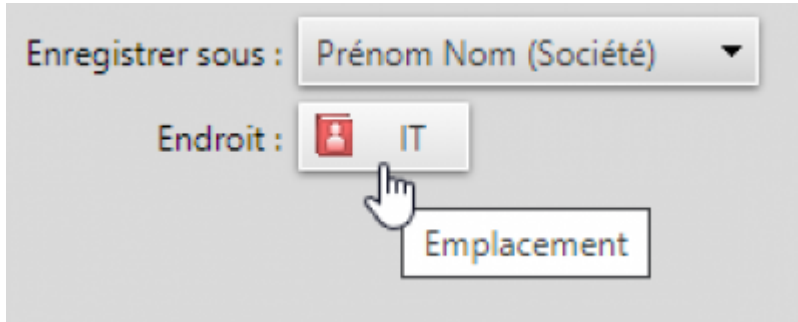 Enregistrer sous : Prénom Nom (Société)
Endroit : IT
Emplacement